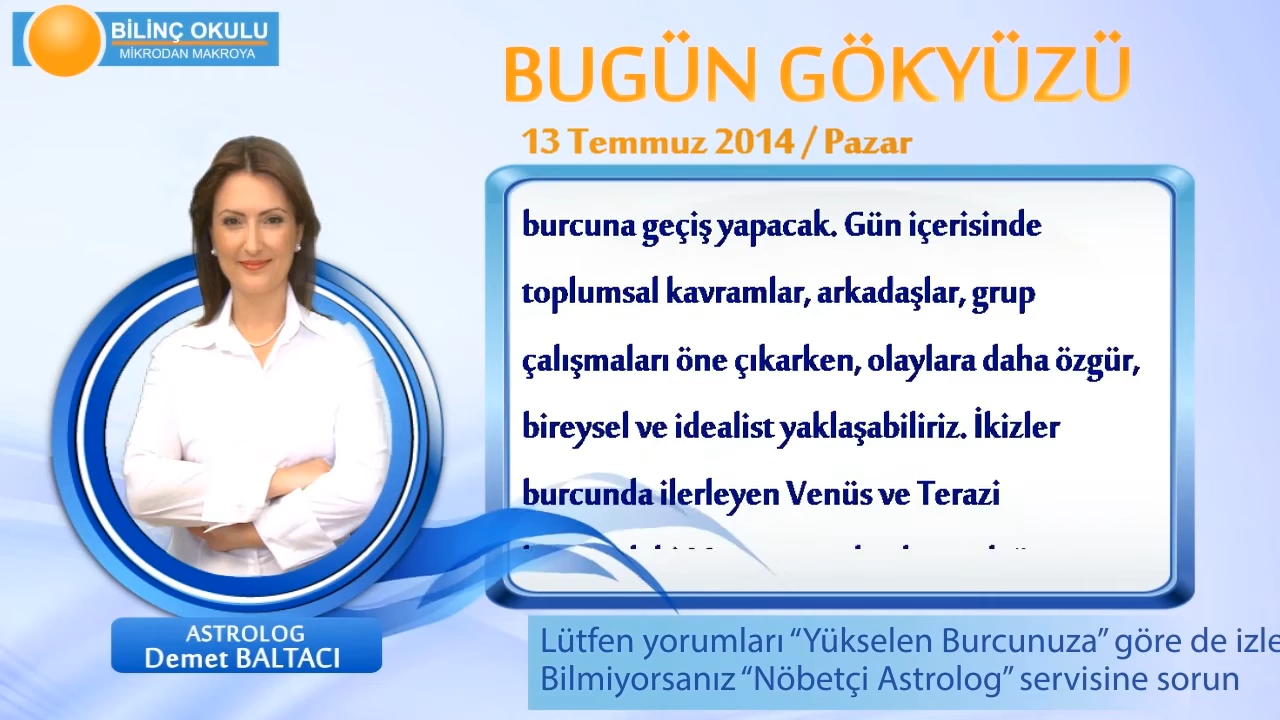 BİLİNÇ OKULU
MİKRODAN MAKROYA
BUGÜN GÖKYÜZÜ
13 Temmuz 2014 / Pazar
burcuna geçiş yapacak. Gün içerisinde
toplumsal kavramlar, arkadaşlar, grup
çalışmaları öne çıkarken, olaylara daha özgür,
bireysel ve idealist yaklaşabiliriz. İkizler
burcunda ilerleyen Venüs ve Terazi
ASTROLOG
Demet BALTACI
Lütfen yorumları “Yükselen Burcunuza” göre de izle
Bilmiyorsanız “Nöbetçi Astrolog” servisine sorun